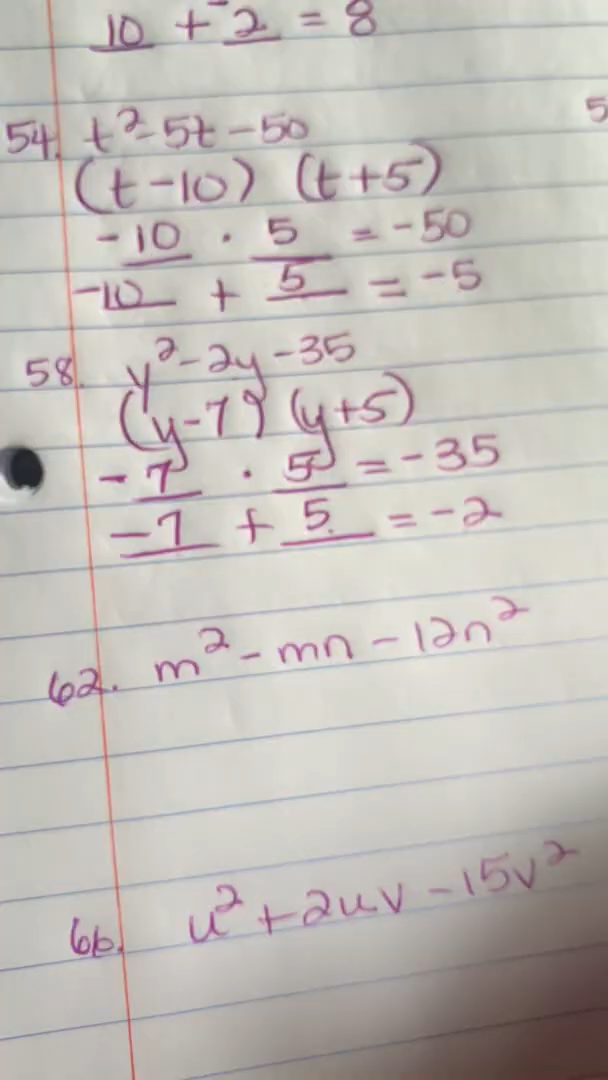 10 + -2 = 8
54. t²-5t-50
5
(t-10) (t+5)
-10 · 5 = -50
-10 + 5 = -5
58. y²-2y-35
(y-7) (y+5)
-7 · 5 = -35
-7 + 5 = -2
62. m²-mn-12n²
66. u²+2uv-15v²